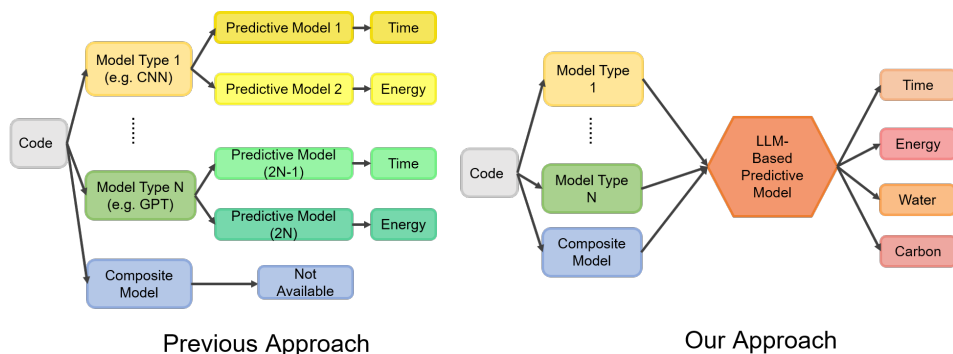 Code
Model Type 1
(e.g. CNN)
Predictive Model 1
Time
Predictive Model 2
Energy
Model Type N
(e.g. GPT)
Predictive Model
(2N-1)
Time
Predictive Model
(2N)
Energy
Composite
Model
Not
Available
Previous Approach
Code
Model Type
1
Model Type
N
Composite
Model
LLM-
Based
Predictive
Model
Time
Energy
Water
Carbon
Our Approach